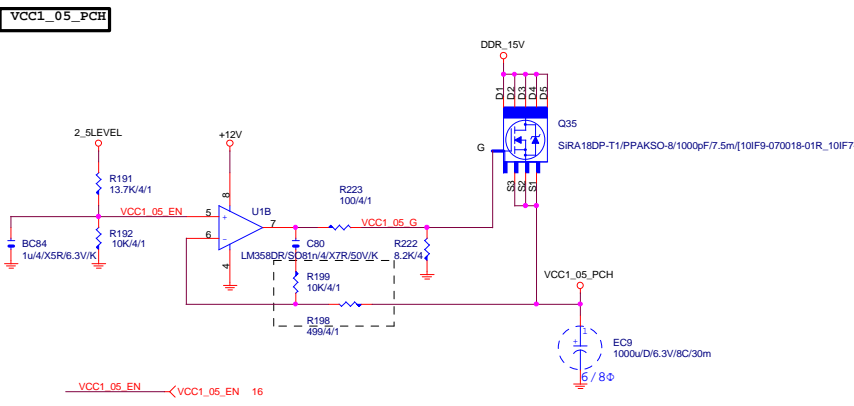 VCC1_05_PCH
DDR_15V
D1
D2
D3
D4
D5
Q35
SiRA18DP-T1/PPAKSO-8/1000pF/7.5m/[10IF9-070018-01R_10IF7
G
S3
S2
S1
2_5LEVEL
+12V
R191
13.7K/4/1
VCC1_05_EN
R192
10K/4/1
BC84
1u/4/X5R/6.3V/K
8
5
+
6
-
4
7
U1B
LM358DR/SO8
R223
100/4/1
VCC1_05_G
C80
1n/4/X7R/50V/K
R222
8.2K/4
R199
10K/4/1
R198
499/4/1
VCC1_05_PCH
1
+
EC9
1000u/D/6.3V/8C/30m
6/8Φ
VCC1_05_EN
VCC1_05_EN 16